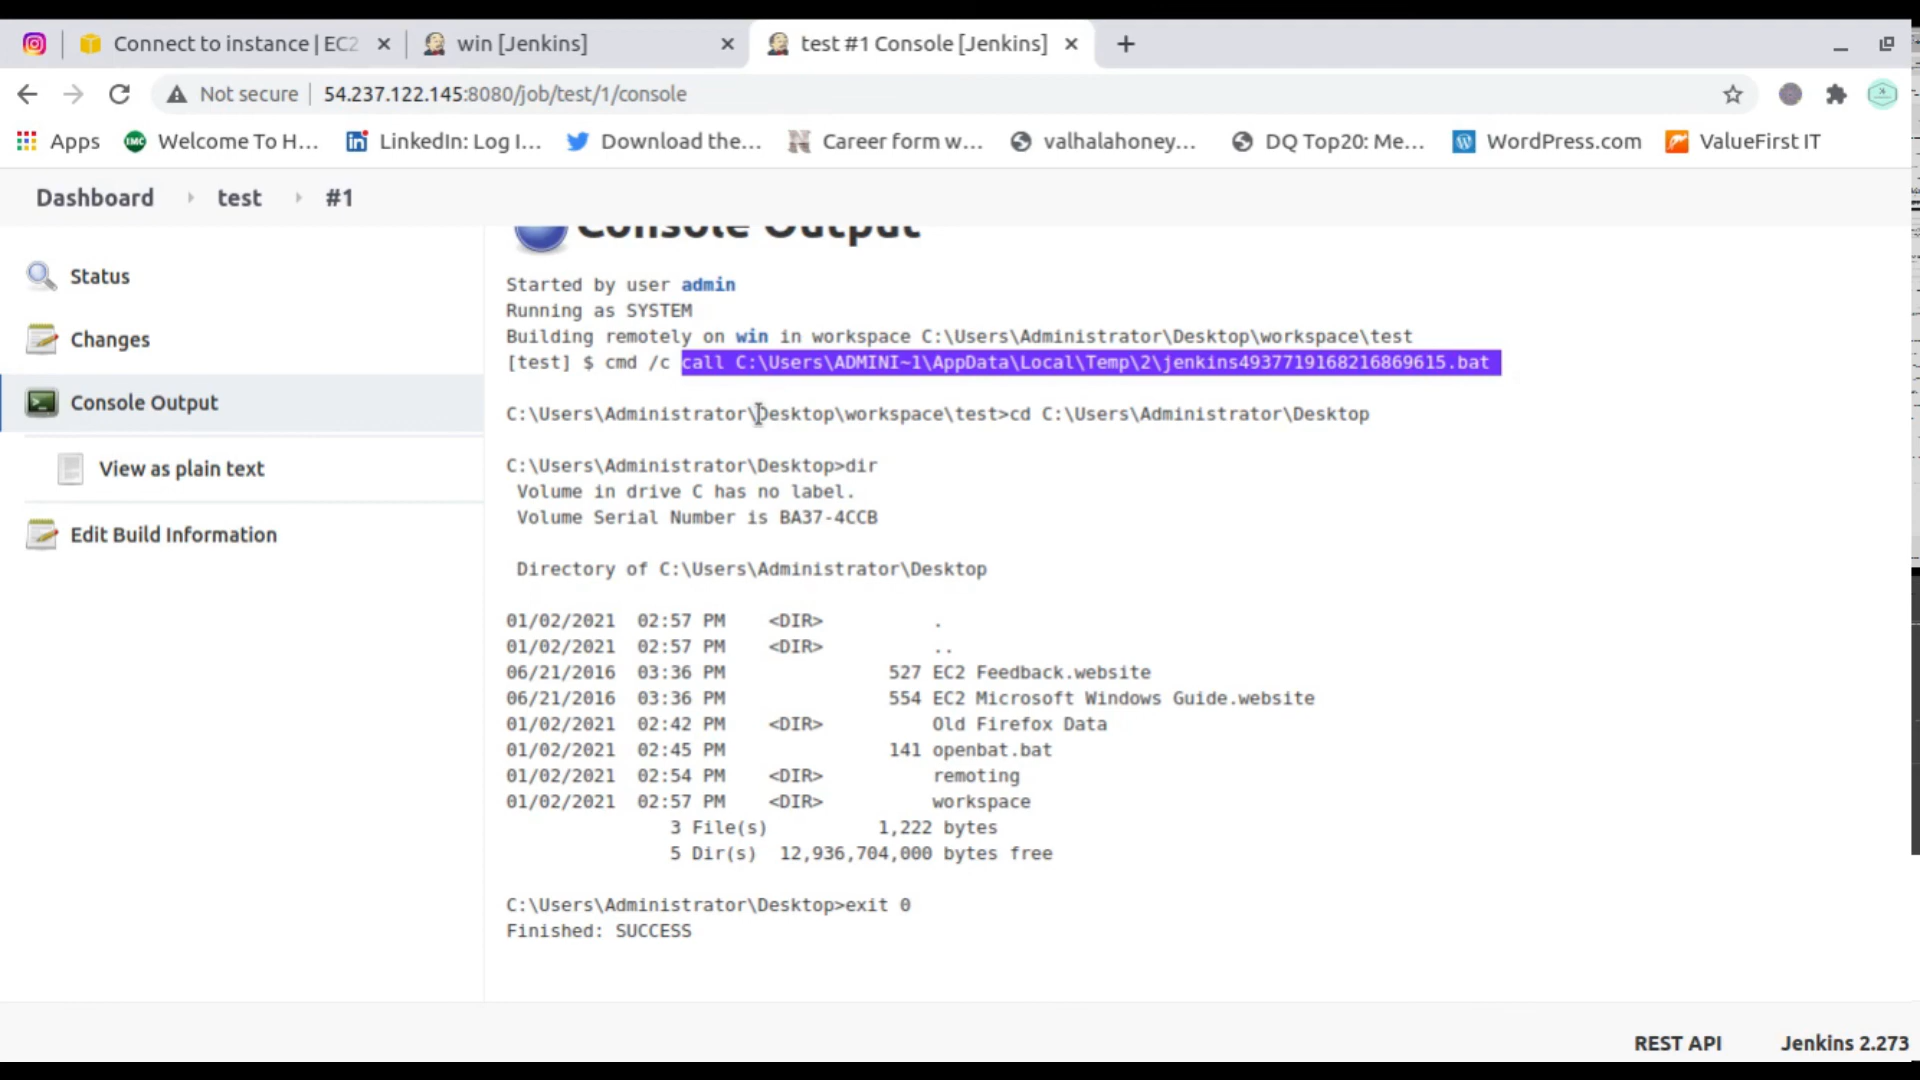 Connect to instance | EC2
win [Jenkins]
test #1 Console [Jenkins]
Not secure | 54.237.122.145:8080/job/test/1/console
Apps
Welcome To H...
LinkedIn: Log I...
Download the...
Career form w...
valhalahoney...
DQ Top20: Me...
WordPress.com
ValueFirst IT
Dashboard
test
#1
Status
Changes
Console Output
View as plain text
Edit Build Information
Console Output
Started by user admin
Running as SYSTEM
Building remotely on win in workspace C:\Users\Administrator\Desktop\workspace\test
[test] $ cmd /c call C:\Users\ADMINI~1\AppData\Local\Temp\2\jenkins4937719168216869615.bat
C:\Users\Administrator\Desktop\workspace\test>cd C:\Users\Administrator\Desktop
C:\Users\Administrator\Desktop>dir
Volume in drive C has no label.
Volume Serial Number is BA37-4CCB
Directory of C:\Users\Administrator\Desktop
01/02/2021  02:57 PM    <DIR>          .
01/02/2021  02:57 PM    <DIR>          ..
06/21/2016  03:36 PM               527 EC2 Feedback.website
06/21/2016  03:36 PM               554 EC2 Microsoft Windows Guide.website
01/02/2021  02:42 PM    <DIR>          Old Firefox Data
01/02/2021  02:45 PM               141 openbat.bat
01/02/2021  02:54 PM    <DIR>          remoting
01/02/2021  02:57 PM    <DIR>          workspace
3 File(s)          1,222 bytes
5 Dir(s)  12,936,704,000 bytes free
C:\Users\Administrator\Desktop>exit 0
Finished: SUCCESS
REST API
Jenkins 2.273